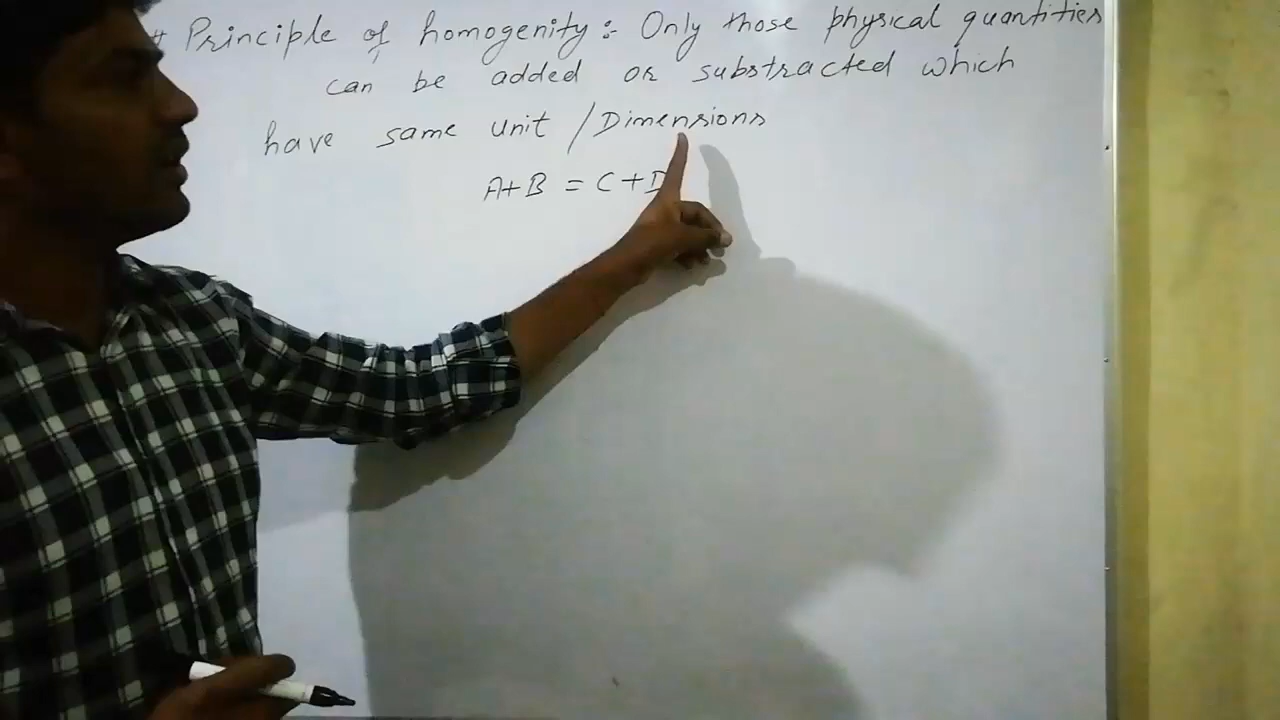 # Principle of homogenity :- Only those physical quantities
can be added or substracted which
have same unit / Dimensions
A+B = C+D